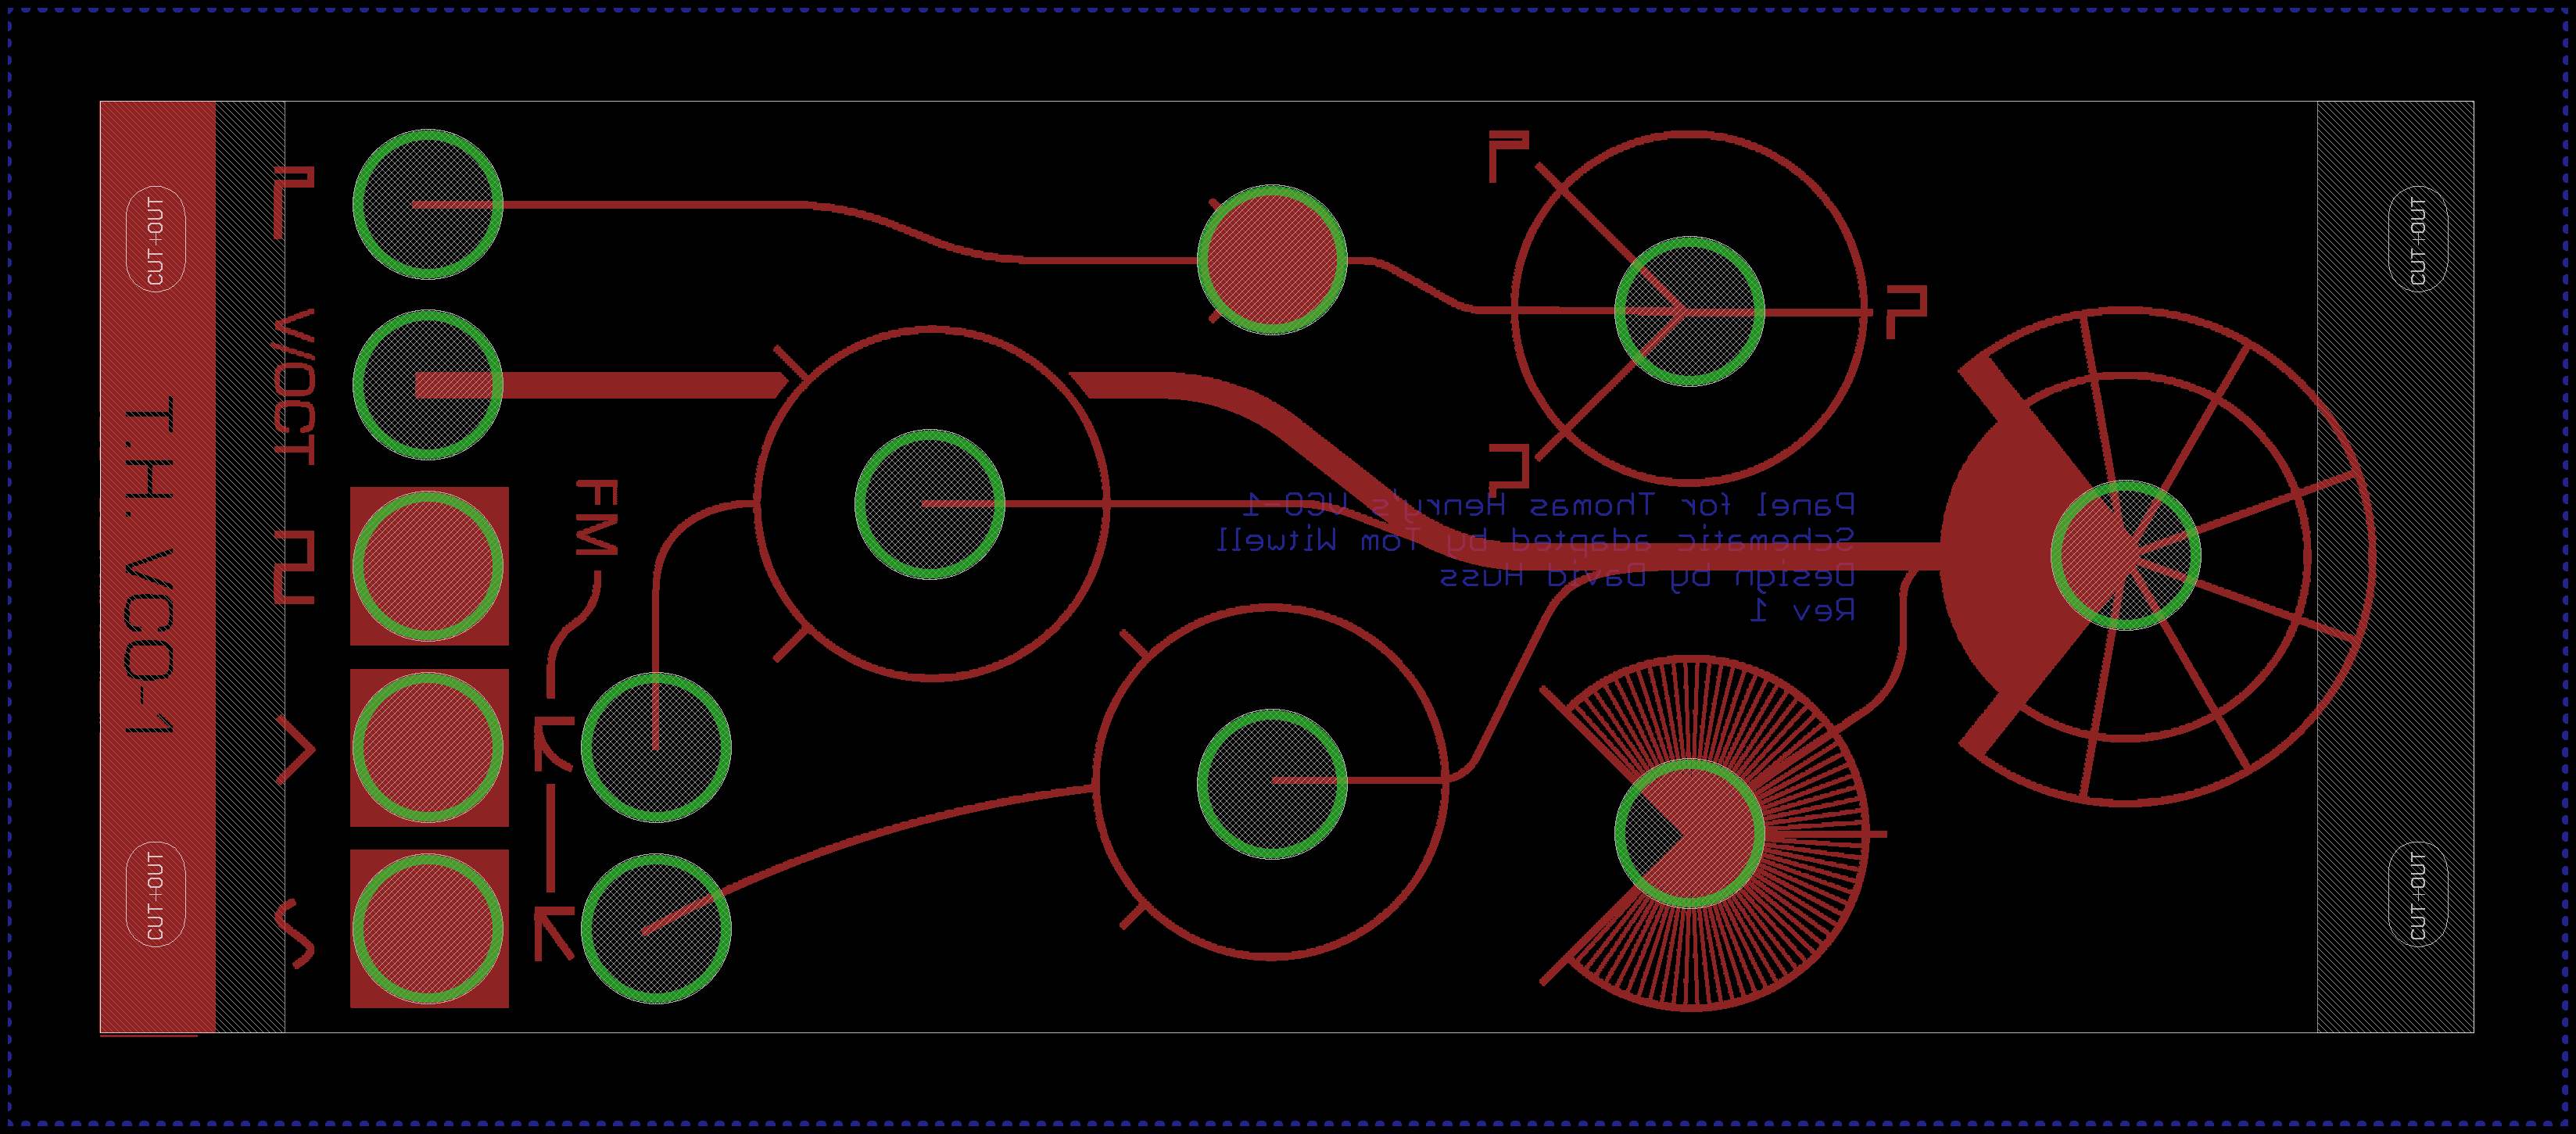 T.H. VCO-1
V/OCT
FM
CUT+OUT
CUT+OUT
CUT+OUT
CUT+OUT
Panel for Thomas Henry's VCO-1
Schematic adapted by Tom Witwell
Design by David Huss
Rev 1